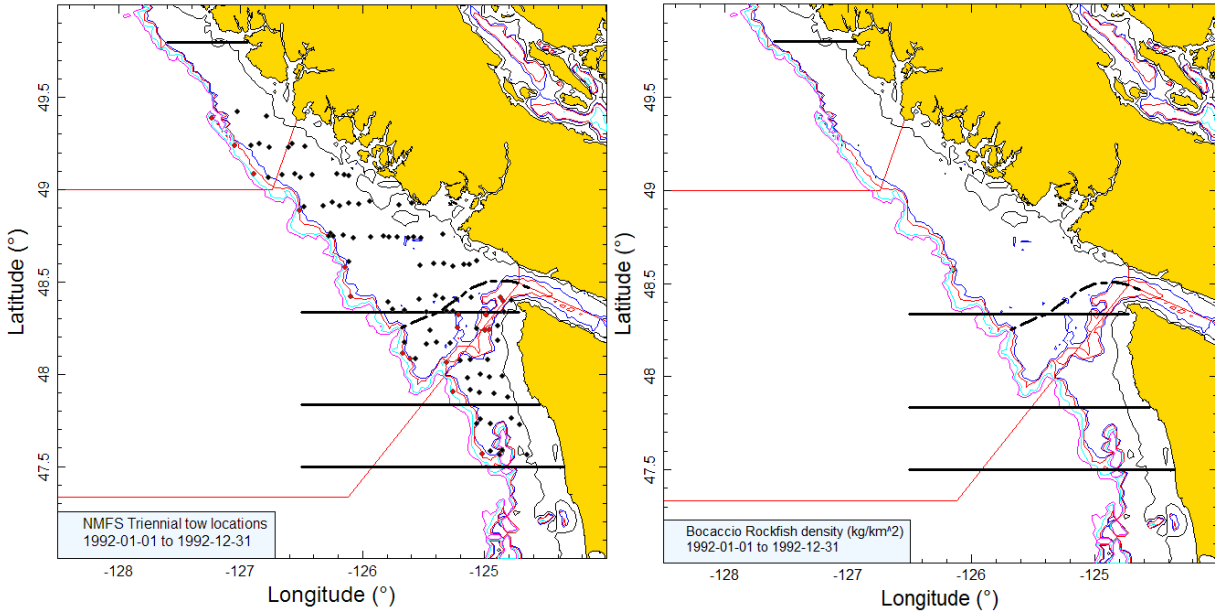 49.5
49
48.5
48
47.5
Latitude (°)
NMFS Triennial tow locations
1992-01-01 to 1992-12-31
-128
-127
-126
-125
Longitude (°)
49.5
49
48.5
48
47.5
Latitude (°)
Bocaccio Rockfish density (kg/km^2)
1992-01-01 to 1992-12-31
-128
-127
-126
-125
Longitude (°)